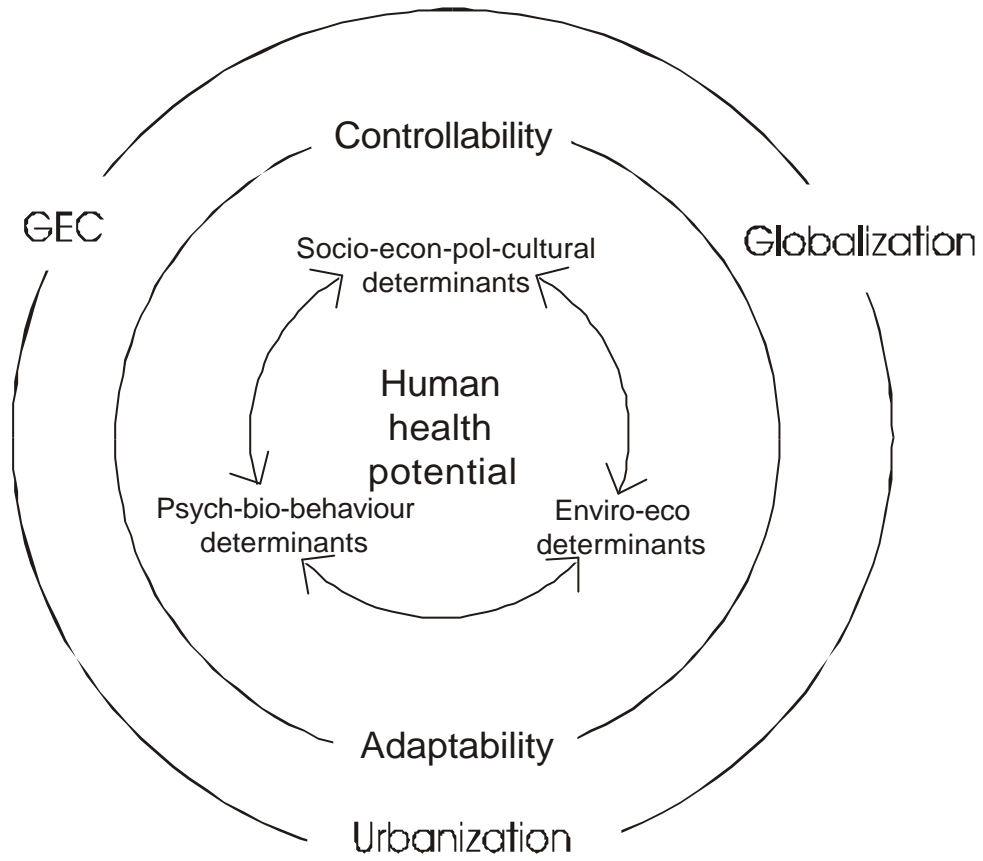 Controllability
GEC
Globalization
Socio-econ-pol-cultural
determinants
Human
health
potential
Psych-bio-behaviour
determinants
Enviro-eco
determinants
Adaptability
Urbanization